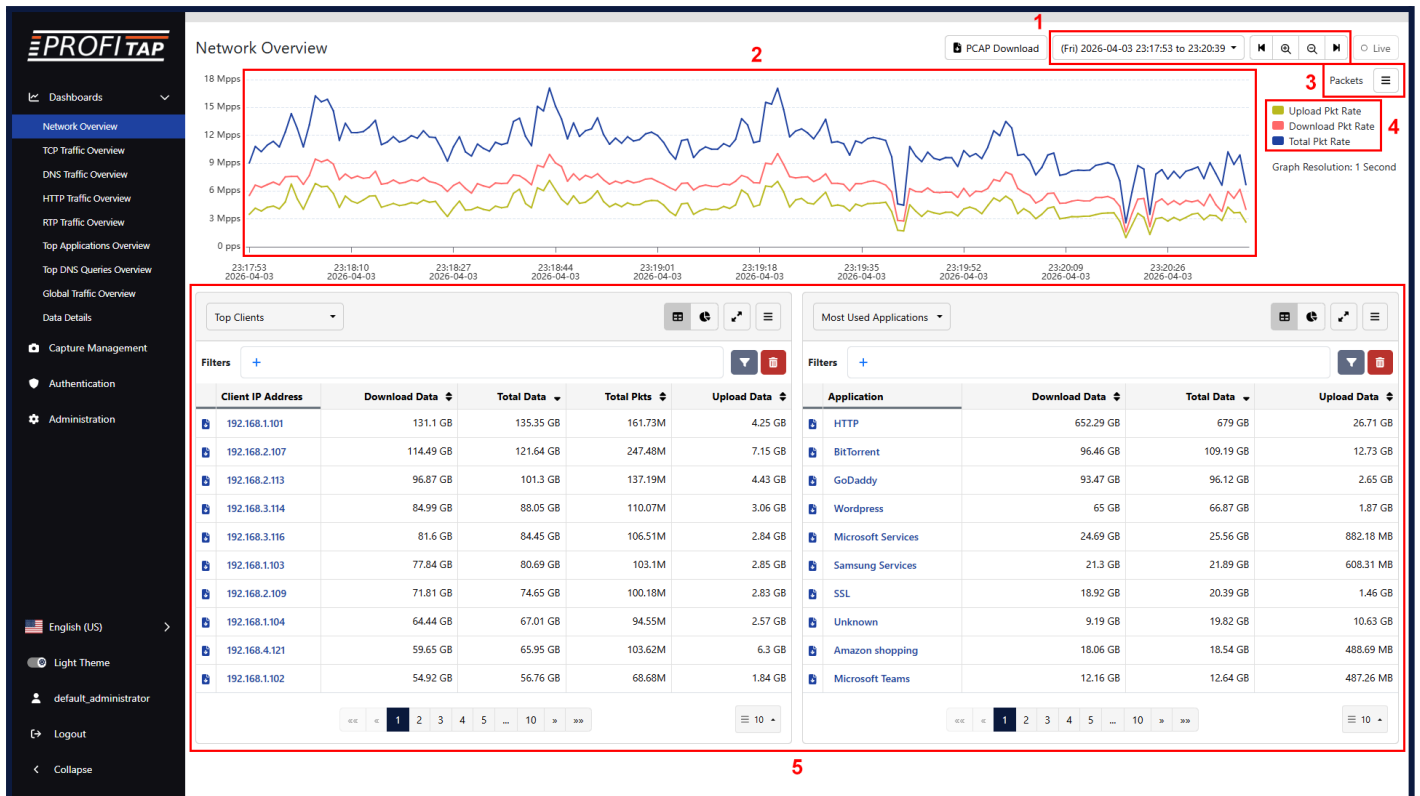 PROFITAP
Dashboards
Network Overview
TCP Traffic Overview
DNS Traffic Overview
HTTP Traffic Overview
RTP Traffic Overview
Top Applications Overview
Top DNS Queries Overview
Global Traffic Overview
Data Details
Capture Management
Authentication
Administration
English (US)
Light Theme
default_administrator
Logout
Collapse
Network Overview
1
PCAP Download (Fri) 2026-04-03 23:17:53 to 23:20:39 Live
2
18 Mpps
15 Mpps
12 Mpps
9 Mpps
6 Mpps
3 Mpps
0 pps
23:17:53 23:18:10 23:18:27 23:18:44 23:19:01 23:19:18 23:19:35 23:19:52 23:20:09 23:20:26
2026-04-03 2026-04-03 2026-04-03 2026-04-03 2026-04-03 2026-04-03 2026-04-03 2026-04-03 2026-04-03 2026-04-03
3 Packets
Upload Pkt Rate
Download Pkt Rate 4
Total Pkt Rate
Graph Resolution: 1 Second
Top Clients
Filters +
Client IP Address Download Data Total Data Total Pkts Upload Data
192.168.1.101 131.1 GB 135.35 GB 161.73M 4.25 GB
192.168.2.107 114.49 GB 121.64 GB 247.48M 7.15 GB
192.168.2.113 96.87 GB 101.3 GB 137.19M 4.43 GB
192.168.3.114 84.99 GB 88.05 GB 110.07M 3.06 GB
192.168.3.116 81.6 GB 84.45 GB 106.51M 2.84 GB
192.168.1.103 77.84 GB 80.69 GB 103.1M 2.85 GB
192.168.2.109 71.81 GB 74.65 GB 100.18M 2.83 GB
192.168.1.104 64.44 GB 67.01 GB 94.55M 2.57 GB
192.168.4.121 59.65 GB 65.95 GB 103.62M 6.3 GB
192.168.1.102 54.92 GB 56.76 GB 68.68M 1.84 GB
«« « 1 2 3 4 5 ... 10 » »» 10
Most Used Applications
Filters +
Application Download Data Total Data Upload Data
HTTP 652.29 GB 679 GB 26.71 GB
BitTorrent 96.46 GB 109.19 GB 12.73 GB
GoDaddy 93.47 GB 96.12 GB 2.65 GB
Wordpress 65 GB 66.87 GB 1.87 GB
Microsoft Services 24.69 GB 25.56 GB 882.18 MB
Samsung Services 21.3 GB 21.89 GB 608.31 MB
SSL 18.92 GB 20.39 GB 1.46 GB
Unknown 9.19 GB 19.82 GB 10.63 GB
Amazon shopping 18.06 GB 18.54 GB 488.69 MB
Microsoft Teams 12.16 GB 12.64 GB 487.26 MB
«« « 1 2 3 4 5 ... 10 » »» 10
5